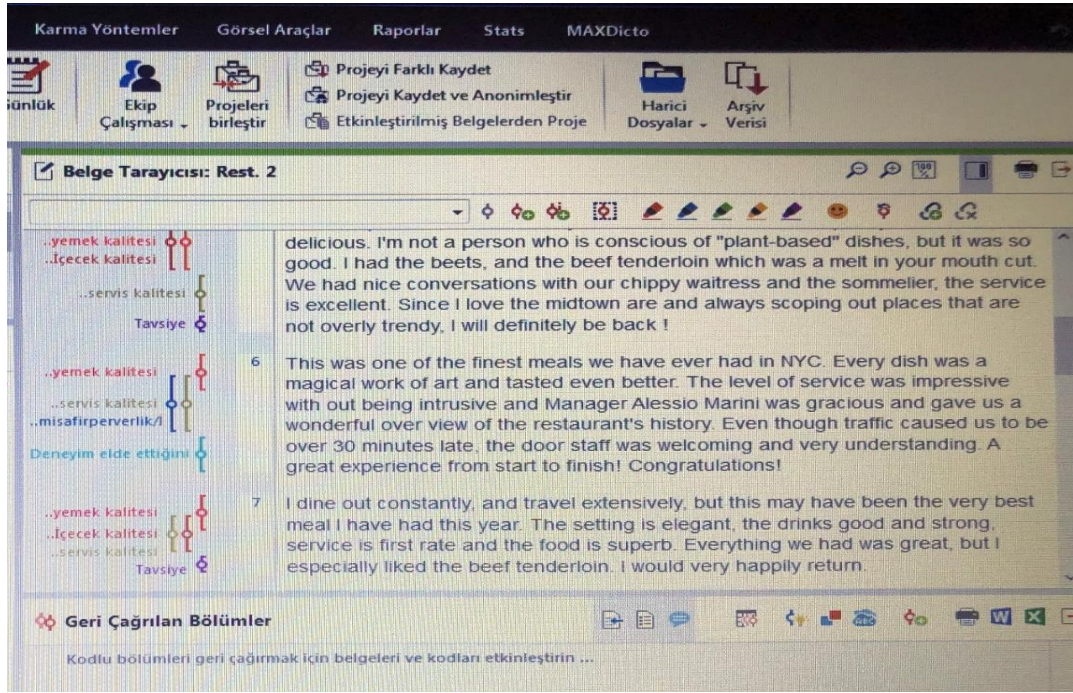 Karma Yöntemler Görsel Araçlar Raporlar Stats MAXDicto
Ekip Çalışması
Projeleri birleştir
Projeyi Farklı Kaydet
Projeyi Kaydet ve Anonimleştir
Etkinleştirilmiş Belgelerden Proje
Harici Dosyalar
Arşiv Verisi
Belge Tarayıcısı: Rest. 2
100
..yemek kalitesi
..İçecek kalitesi
..servis kalitesi
Tavsiye
delicious. I'm not a person who is conscious of "plant-based" dishes, but it was so
good. I had the beets, and the beef tenderloin which was a melt in your mouth cut.
We had nice conversations with our chippy waitress and the sommelier, the service
is excellent. Since I love the midtown are and always scoping out places that are
not overly trendy, I will definitely be back !
..yemek kalitesi
..servis kalitesi
..misafirperverlik/i
Deneyim elde ettiğini
6
This was one of the finest meals we have ever had in NYC. Every dish was a
magical work of art and tasted even better. The level of service was impressive
with out being intrusive and Manager Alessio Marini was gracious and gave us a
wonderful over view of the restaurant's history. Even though traffic caused us to be
over 30 minutes late, the door staff was welcoming and very understanding. A
great experience from start to finish! Congratulations!
..yemek kalitesi
..İçecek kalitesi
..servis kalitesi
Tavsiye
7
I dine out constantly, and travel extensively, but this may have been the very best
meal I have had this year. The setting is elegant, the drinks good and strong,
service is first rate and the food is superb. Everything we had was great, but I
especially liked the beef tenderloin. I would very happily return.
Geri Çağrılan Bölümler
ABC
W
X
Kodlu bölümleri geri çağırmak için belgeleri ve kodları etkinleştirin ...